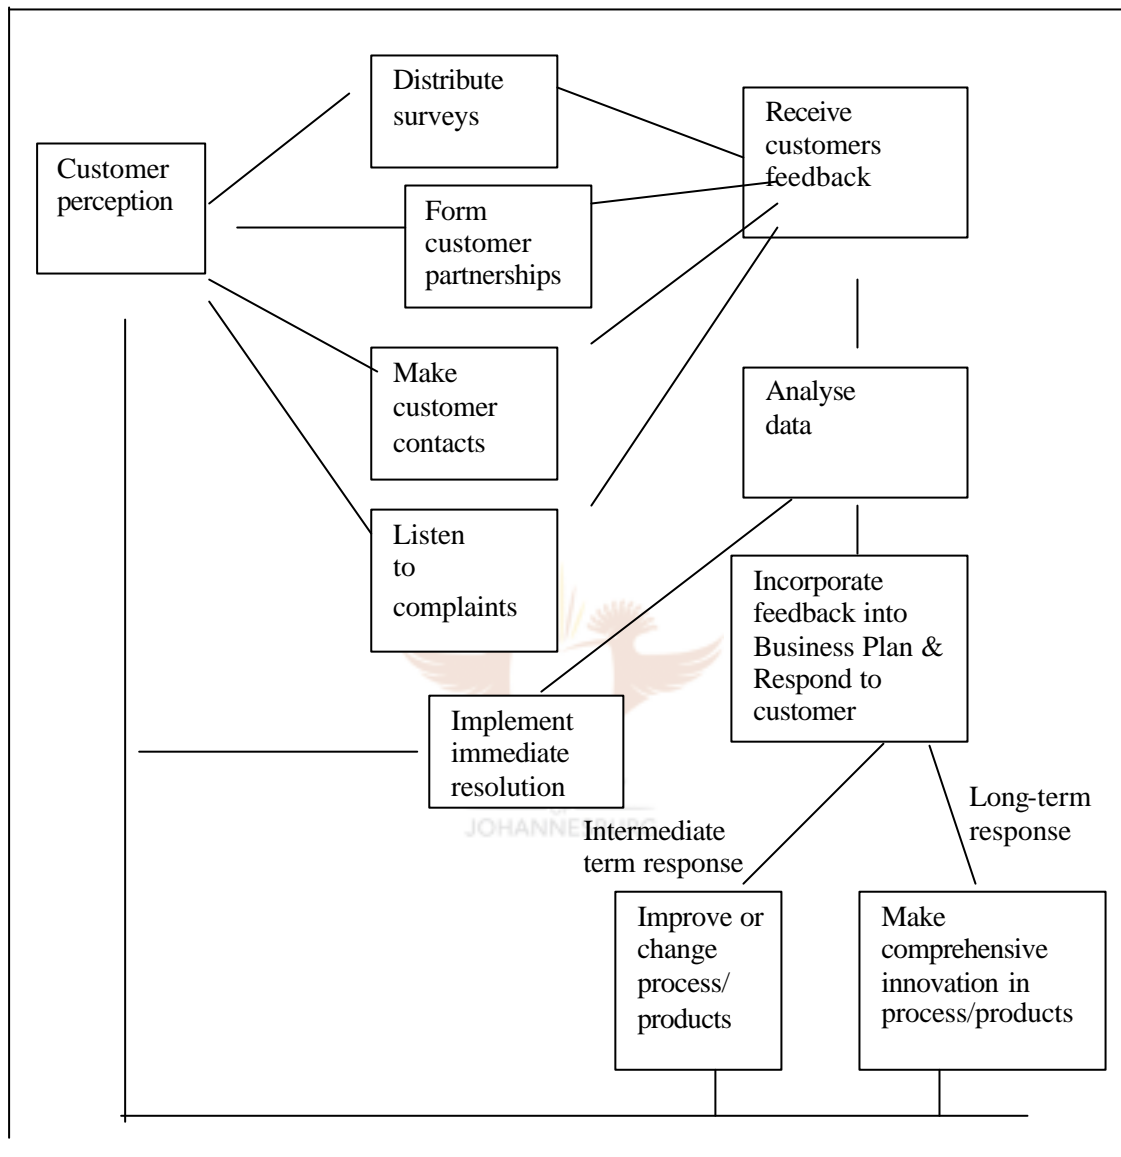 Distribute
surveys
Receive
customers
feedback
Customer
perception
Form
customer
partnerships
Make
customer
contacts
Analyse
data
Listen
to
complaints
Incorporate
feedback into
Business Plan &
Respond to
customer
Implement
immediate
resolution
Long-term
response
JOHANNESBURG
Intermediate
term response
Improve or
change
process/
products
Make
comprehensive
innovation in
process/products